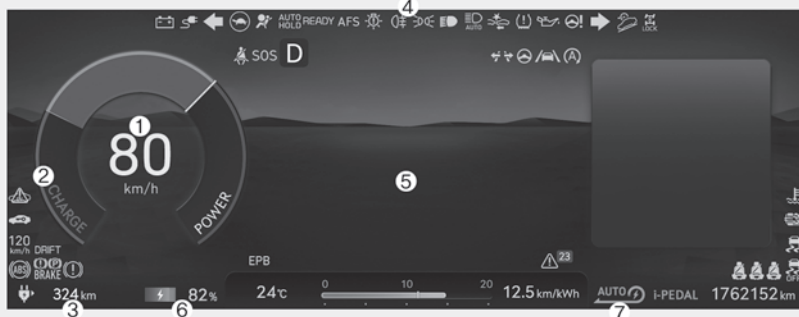 4
AUTO HOLD READY AFS AUTO LOCK
SOS D
1
80
km/h
2
CHARGE
POWER
5
120
km/h DRIFT
ABS P BRAKE
EPB
23
OFF
324 km
82%
24℃
0 10 20
12.5 km/kWh
AUTO i-PEDAL 1762152 km
3
6
7